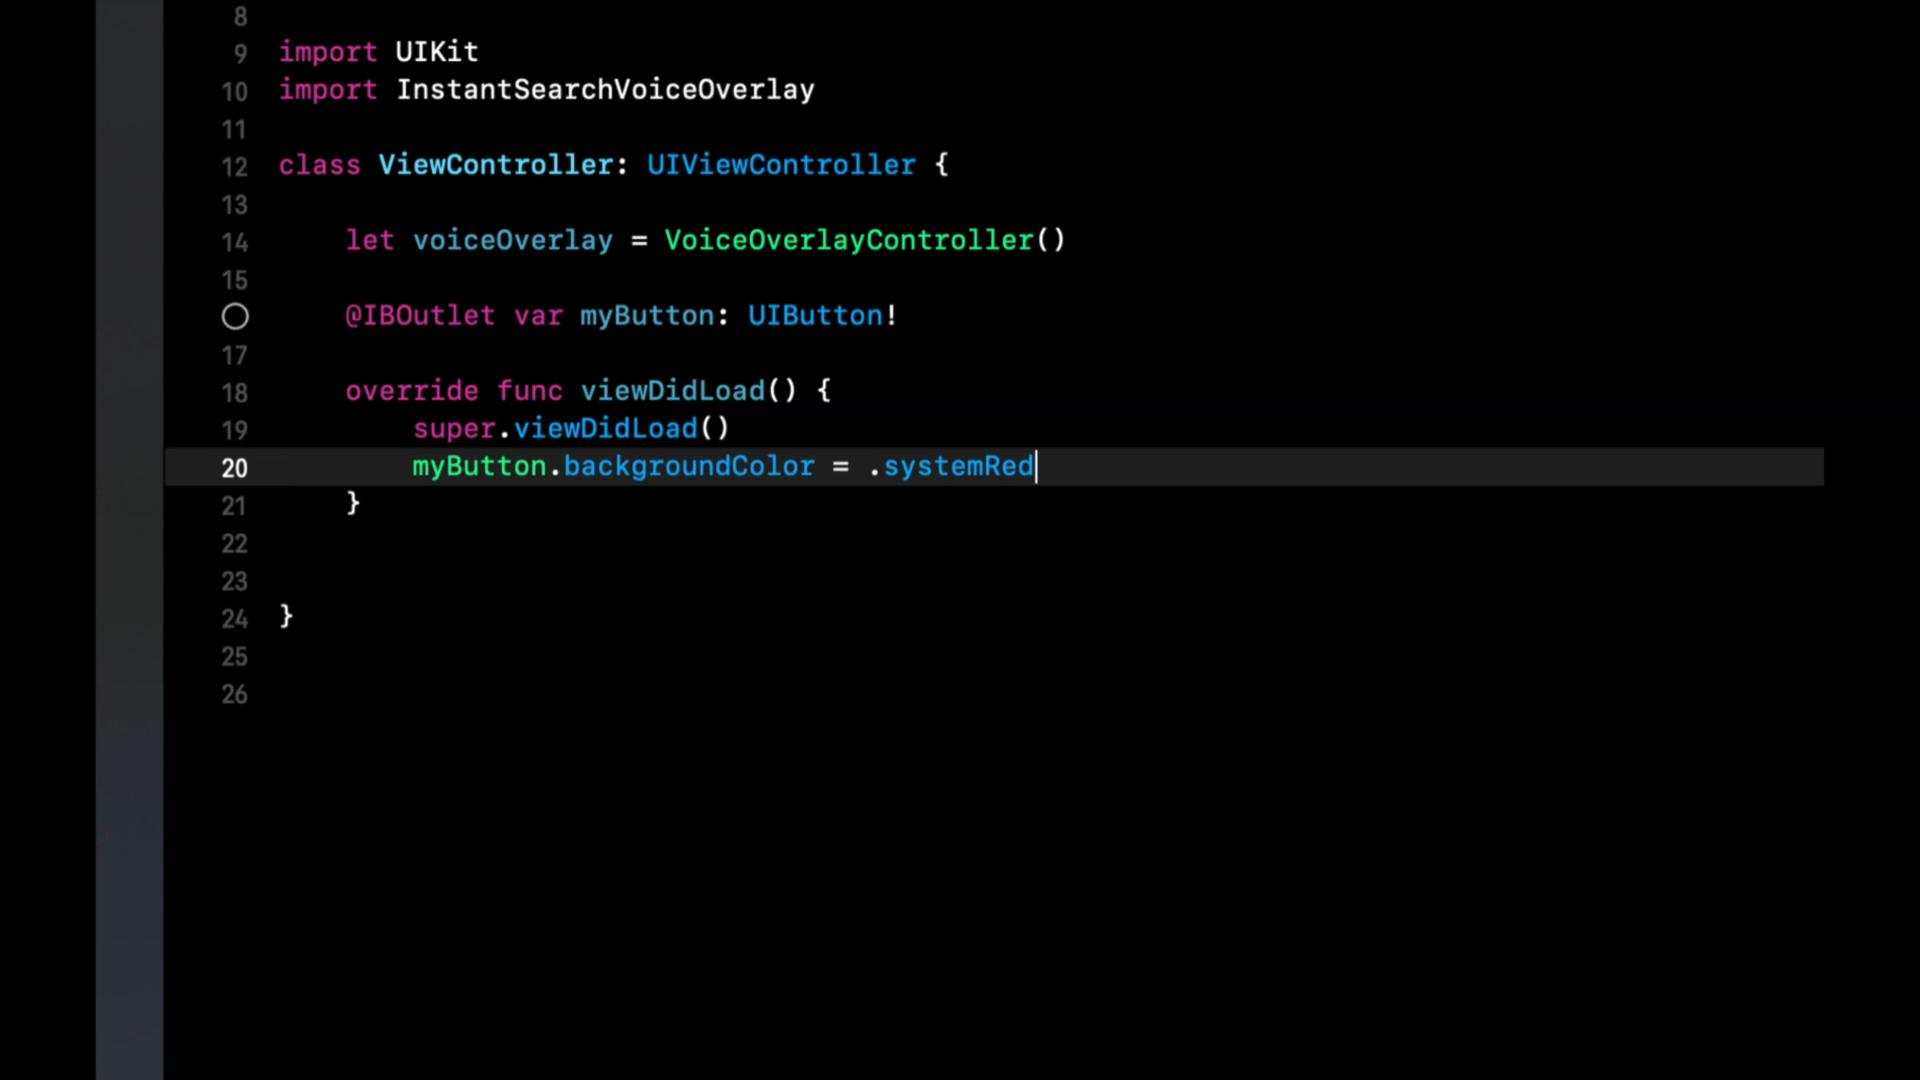 8
9 import UIKit
10 import InstantSearchVoiceOverlay
11
12 class ViewController: UIViewController {
13
14     let voiceOverlay = VoiceOverlayController()
15
@IBOutlet var myButton: UIButton!
17
18     override func viewDidLoad() {
19         super.viewDidLoad()
20         myButton.backgroundColor = .systemRed
21     }
22
23
24 }
25
26